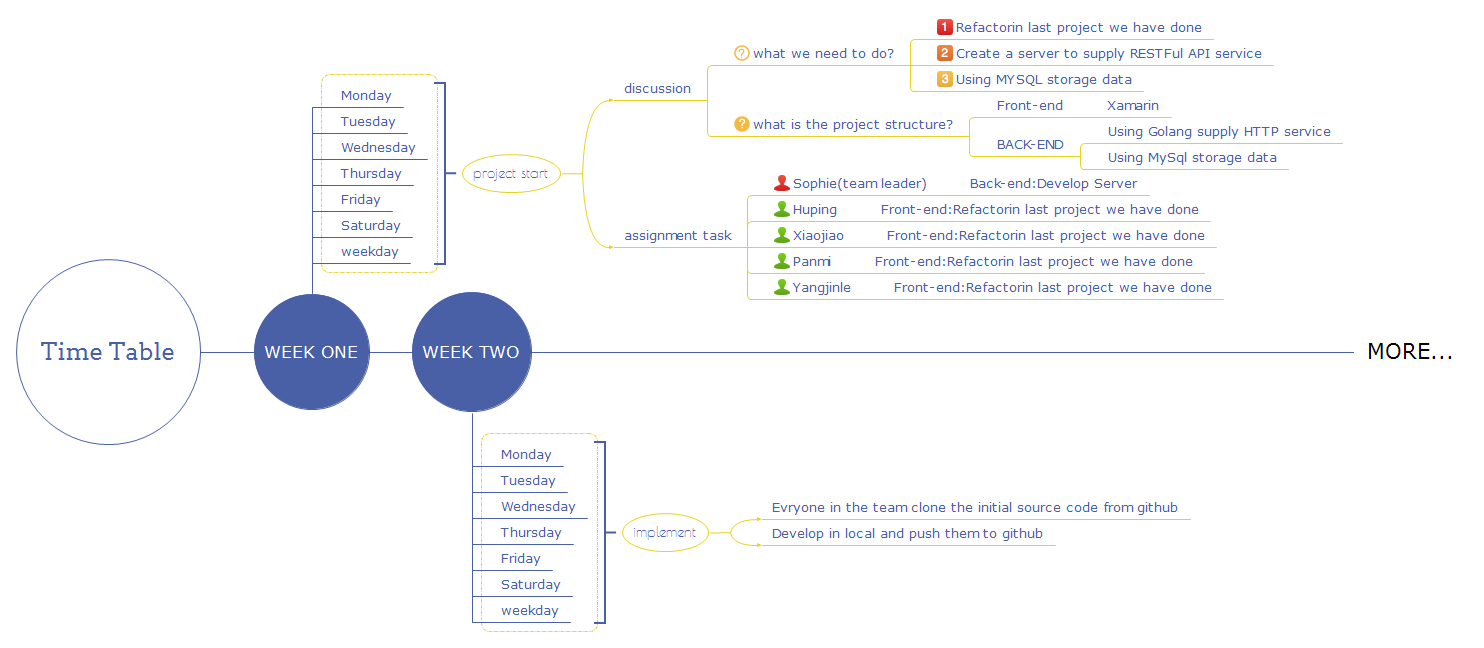 Time Table
WEEK ONE
Monday
Tuesday
Wednesday
Thursday
Friday
Saturday
weekday
project start
discussion
? what we need to do?
1 Refactorin last project we have done
2 Create a server to supply RESTFul API service
3 Using MYSQL storage data
? what is the project structure?
Front-end Xamarin
BACK-END
Using Golang supply HTTP service
Using MySql storage data
assignment task
Sophie(team leader) Back-end:Develop Server
Huping Front-end:Refactorin last project we have done
Xiaojiao Front-end:Refactorin last project we have done
Panmi Front-end:Refactorin last project we have done
Yangjinle Front-end:Refactorin last project we have done
WEEK TWO
Monday
Tuesday
Wednesday
Thursday
Friday
Saturday
weekday
implement
Evryone in the team clone the initial source code from github
Develop in local and push them to github
MORE...